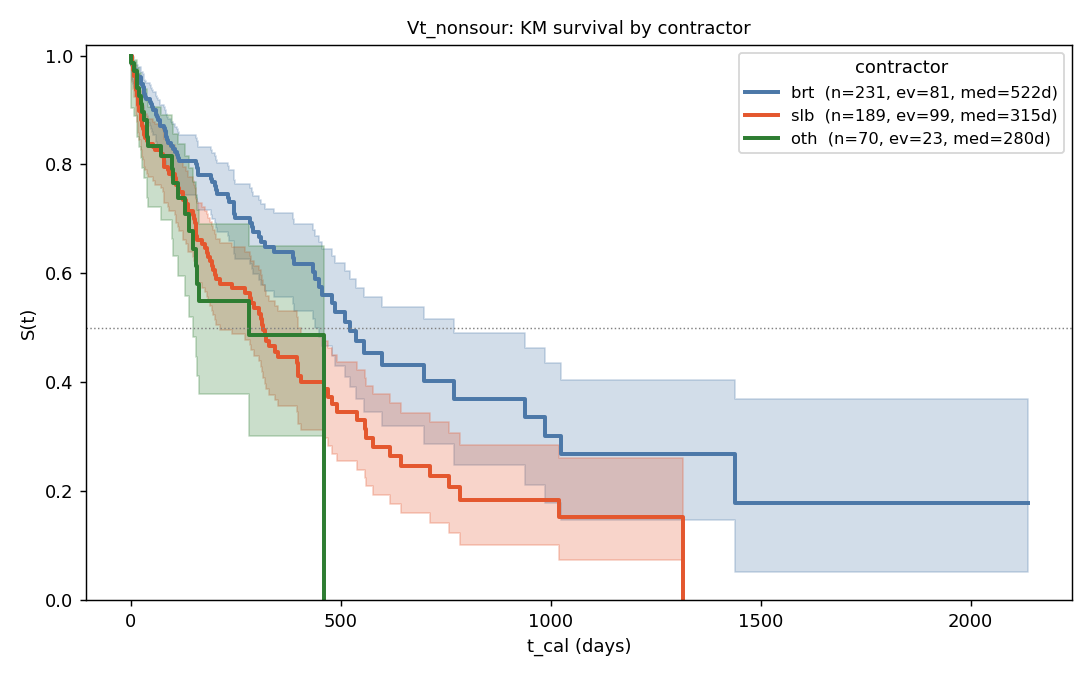 Vt_nonsour: KM survival by contractor
contractor
brt (n=231, ev=81, med=522d)
slb (n=189, ev=99, med=315d)
oth (n=70, ev=23, med=280d)
S(t)
1.0
0.8
0.6
0.4
0.2
0.0
0
500
1000
1500
2000
t_cal (days)